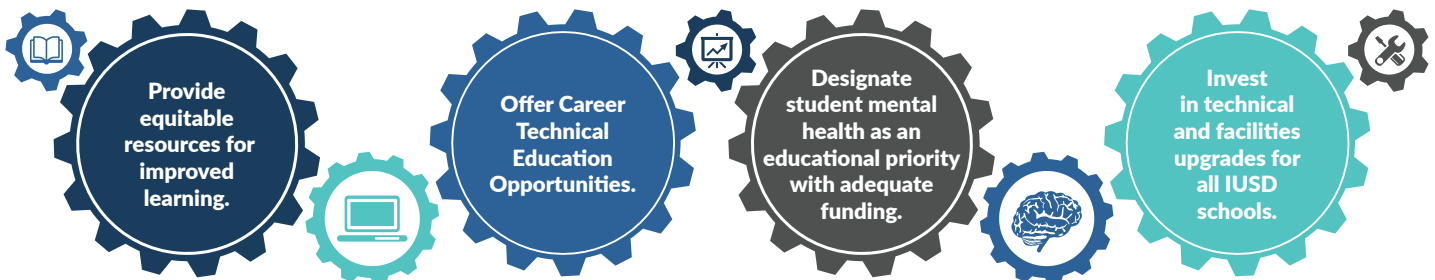 Provide
equitable
resources for
improved
learning.
Offer Career
Technical
Education
Opportunities.
Designate
student mental
health as an
educational priority
with adequate
funding.
Invest
in technical
and facilities
upgrades for
all IUSD
schools.